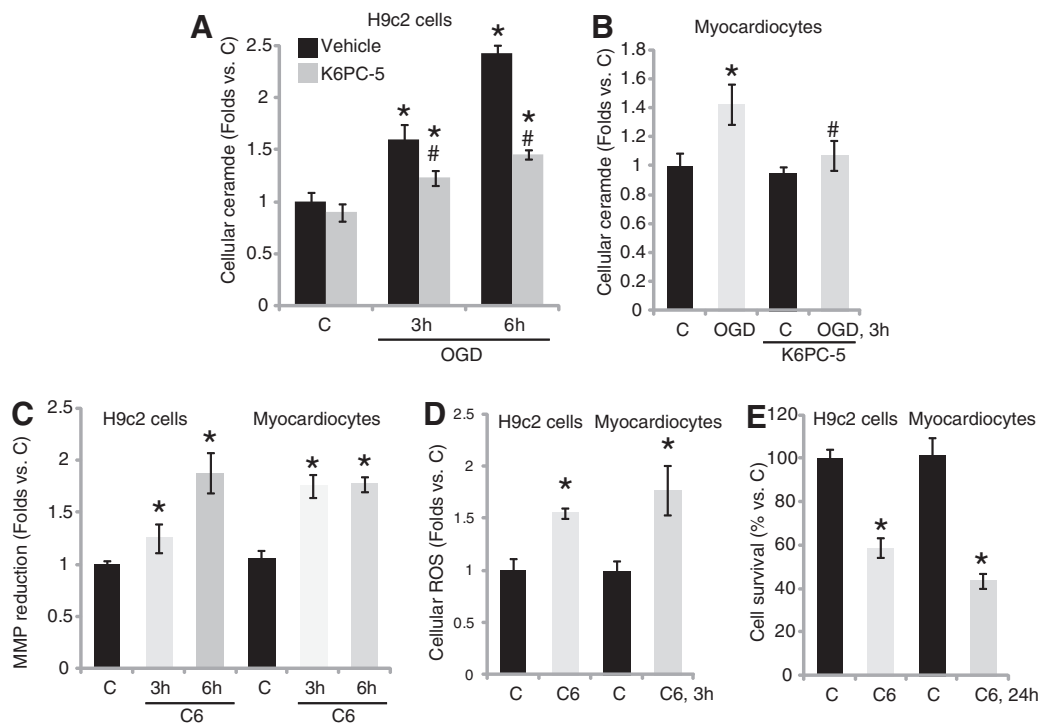 A
H9c2 cells
Vehicle
K6PC-5
Cellular ceramde (Folds vs. C)
2.5
2
1.5
1
0.5
0
*
*
#
*
*
#
C
3h
6h
OGD
B
Myocardiocytes
Cellular ceramde (Folds vs. C)
1.8
1.6
1.4
1.2
1
0.8
0.6
0.4
0.2
0
*
#
C
OGD
C
OGD, 3h
K6PC-5
C
H9c2 cells
Myocardiocytes
MMP reduction (Folds vs. C)
2.5
2
1.5
1
0.5
0
*
*
*
*
C
3h
6h
C
3h
6h
C6
C6
D
H9c2 cells
Myocardiocytes
Cellular ROS (Folds vs. C)
2.5
2
1.5
1
0.5
0
*
*
C
C6
C
C6, 3h
E
H9c2 cells
Myocardiocytes
Cell survival (% vs. C)
120
100
80
60
40
20
0
*
*
C
C6
C
C6, 24h